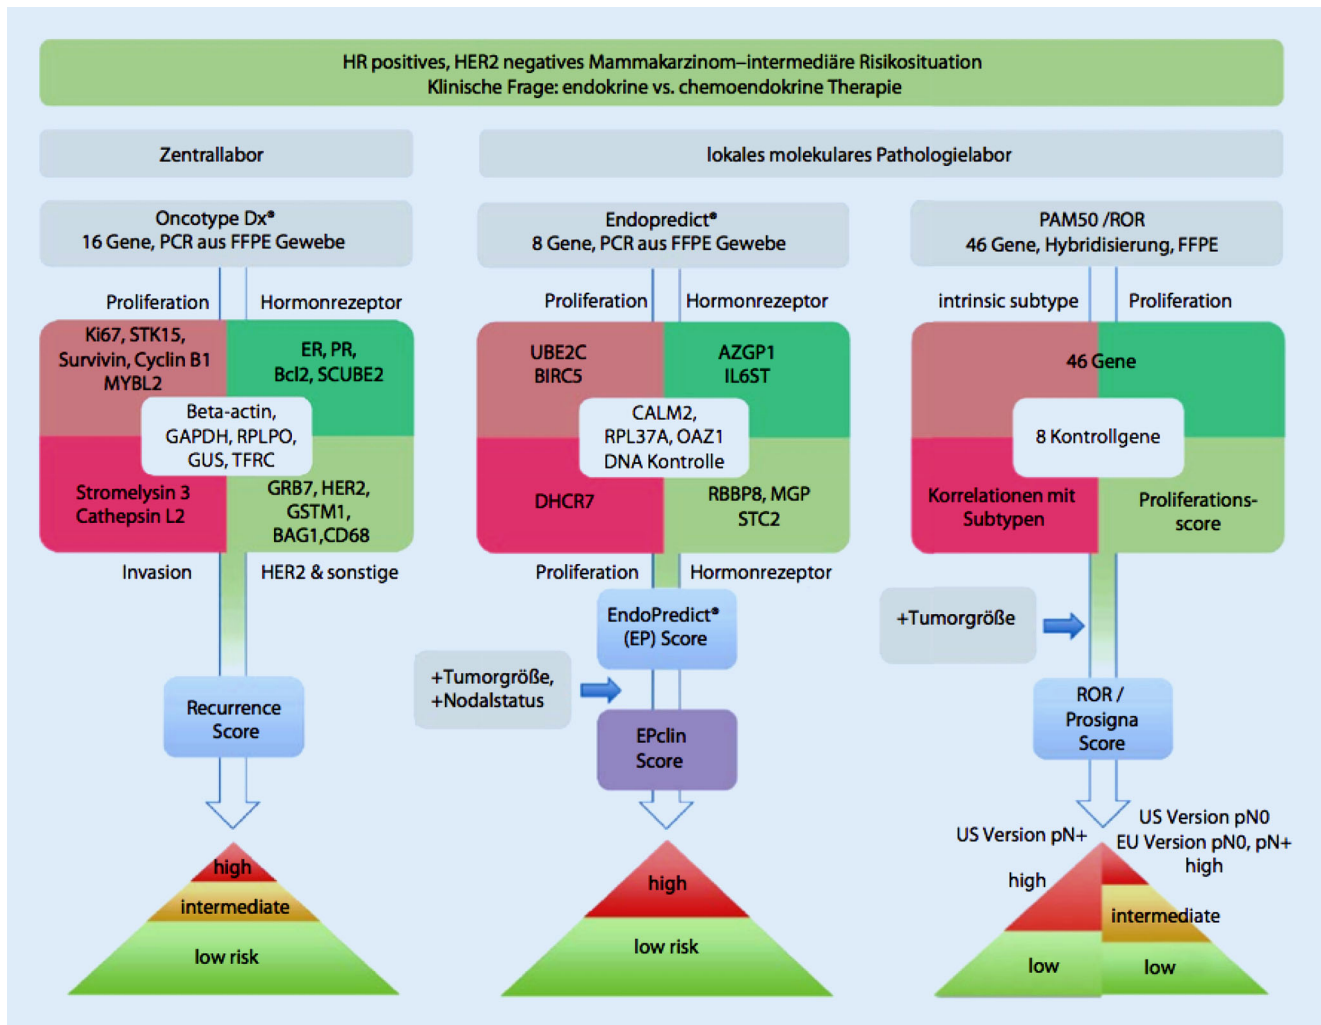 HR positives, HER2 negatives Mammakarzinom–intermediäre Risikosituation
Klinische Frage: endokrine vs. chemoendokrine Therapie
Zentrallabor
lokales molekulares Pathologielabor
Oncotype Dx®
16 Gene, PCR aus FFPE Gewebe
Proliferation
Hormonrezeptor
Ki67, STK15,
Survivin, Cyclin B1
MYBL2
ER, PR,
Bcl2, SCUBE2
Beta-actin,
GAPDH, RPLPO,
GUS, TFRC
Stromelysin 3
Cathepsin L2
GRB7, HER2,
GSTM1,
BAG1,CD68
Invasion
HER2 & sonstige
Recurrence
Score
high
intermediate
low risk
Endopredict®
8 Gene, PCR aus FFPE Gewebe
Proliferation
Hormonrezeptor
UBE2C
BIRC5
AZGP1
IL6ST
CALM2,
RPL37A, OAZ1
DNA Kontrolle
DHCR7
RBBP8, MGP
STC2
Proliferation
Hormonrezeptor
EndoPredict®
(EP) Score
+Tumorgröße,
+Nodalstatus
EPclin
Score
high
low risk
PAM50 /ROR
46 Gene, Hybridisierung, FFPE
intrinsic subtype
Proliferation
46 Gene
8 Kontrollgene
Korrelationen mit
Subtypen
Proliferations-
score
+Tumorgröße
ROR /
Prosigna
Score
US Version pN+
high
low
US Version pN0
EU Version pN0, pN+
high
intermediate
low